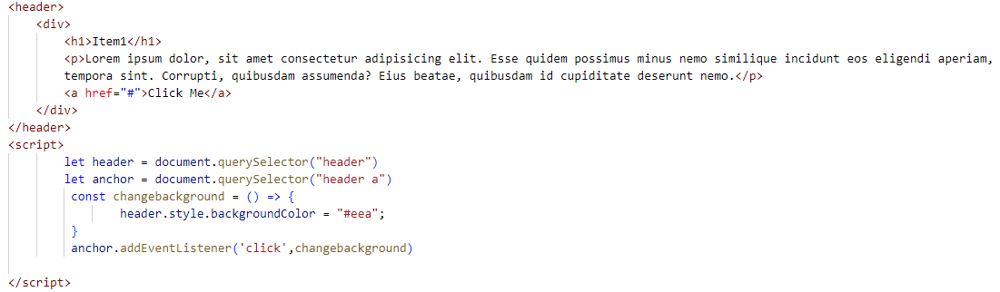 <header>
<div>
<h1>Item1</h1>
<p>Lorem ipsum dolor, sit amet consectetur adipisicing elit. Esse quidem possimus minus nemo similique incidunt eos eligendi aperiam,
tempora sint. Corrupti, quibusdam assumenda? Eius beatae, quibusdam id cupiditate deserunt nemo.</p>
<a href="#">Click Me</a>
</div>
</header>
<script>
let header = document.querySelector("header")
let anchor = document.querySelector("header a")
const changebackground = () => {
header.style.backgroundColor = "#eea";
}
anchor.addEventListener('click',changebackground)
</script>